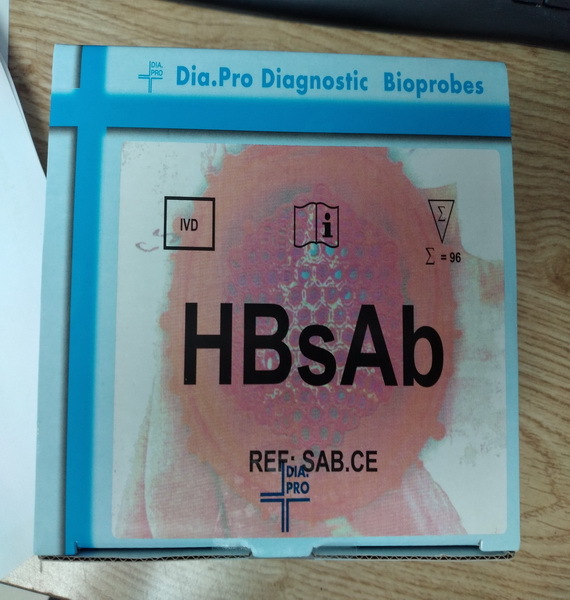 DIA.
PRO
Dia.Pro Diagnostic Bioprobes
IVD
i
Σ
Σ = 96
HBsAb
REF: SAB.CE
DIA.
PRO